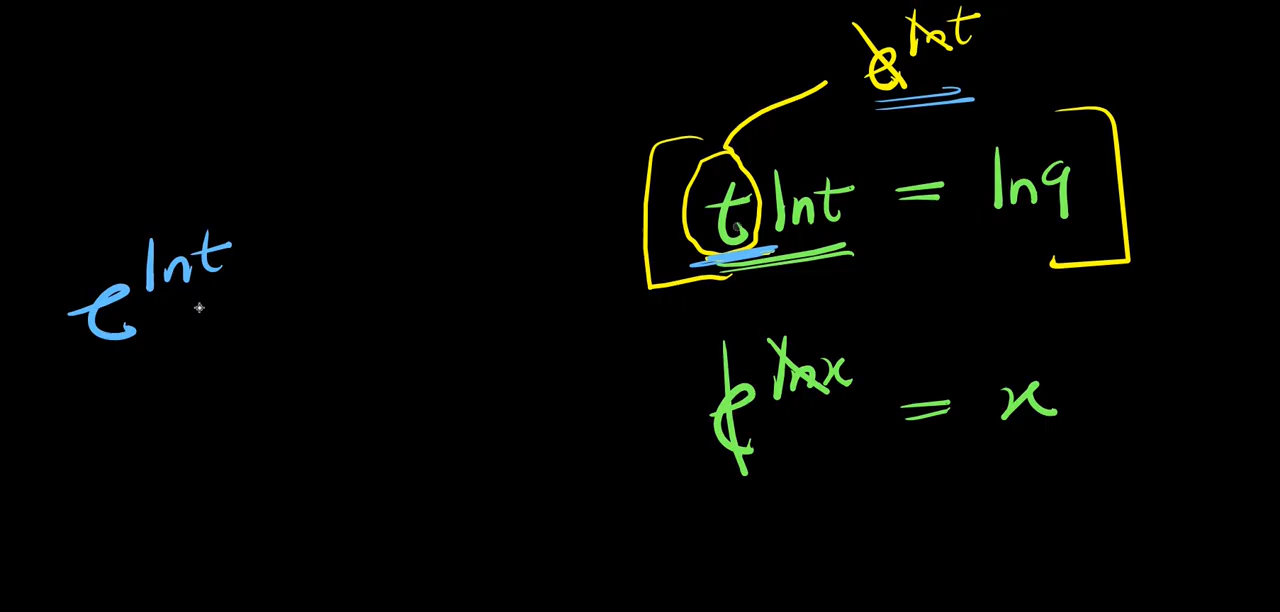 e^{ln t}
t ln t = ln 9
e^{ln t}
e^{ln x} = x